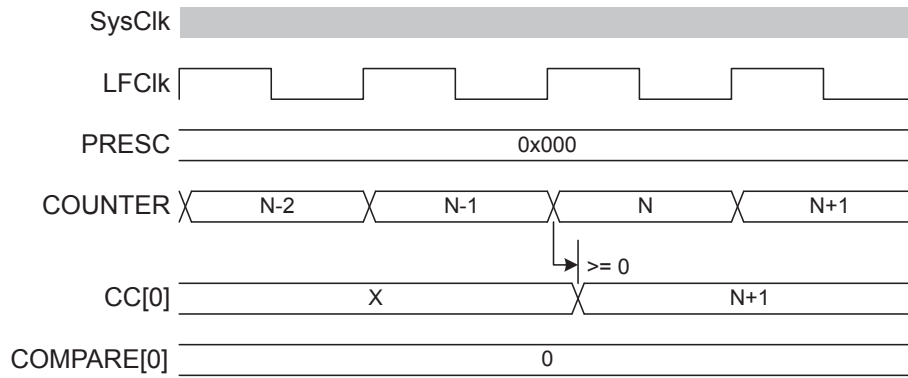 SysClk
LFClk
PRESC 0x000
COUNTER N-2 N-1 N N+1
>= 0
CC[0] X N+1
COMPARE[0] 0